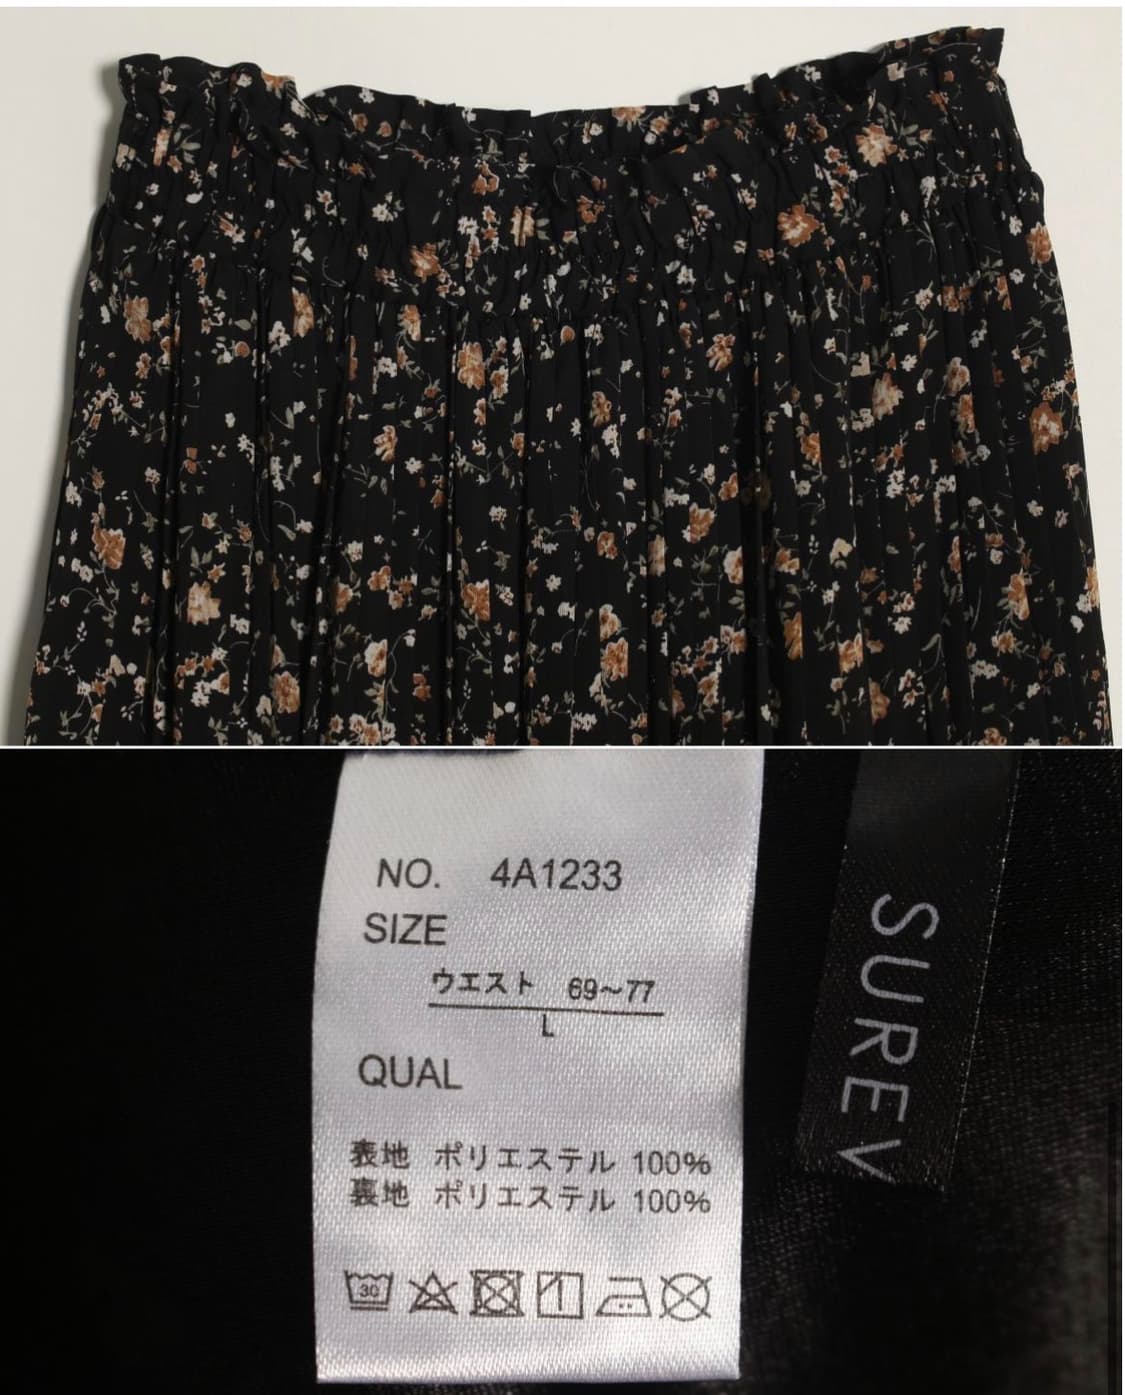 NO. 4A1233
SIZE
ウエスト 69～77
L
QUAL
表地 ポリエステル 100%
裏地 ポリエステル 100%
30
SUREV